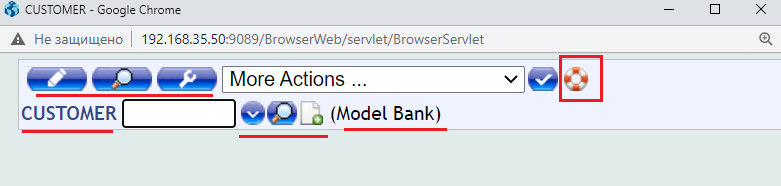 CUSTOMER - Google Chrome
Не защищено 192.168.35.50:9089/BrowserWeb/servlet/BrowserServlet
More Actions ...
CUSTOMER (Model Bank)